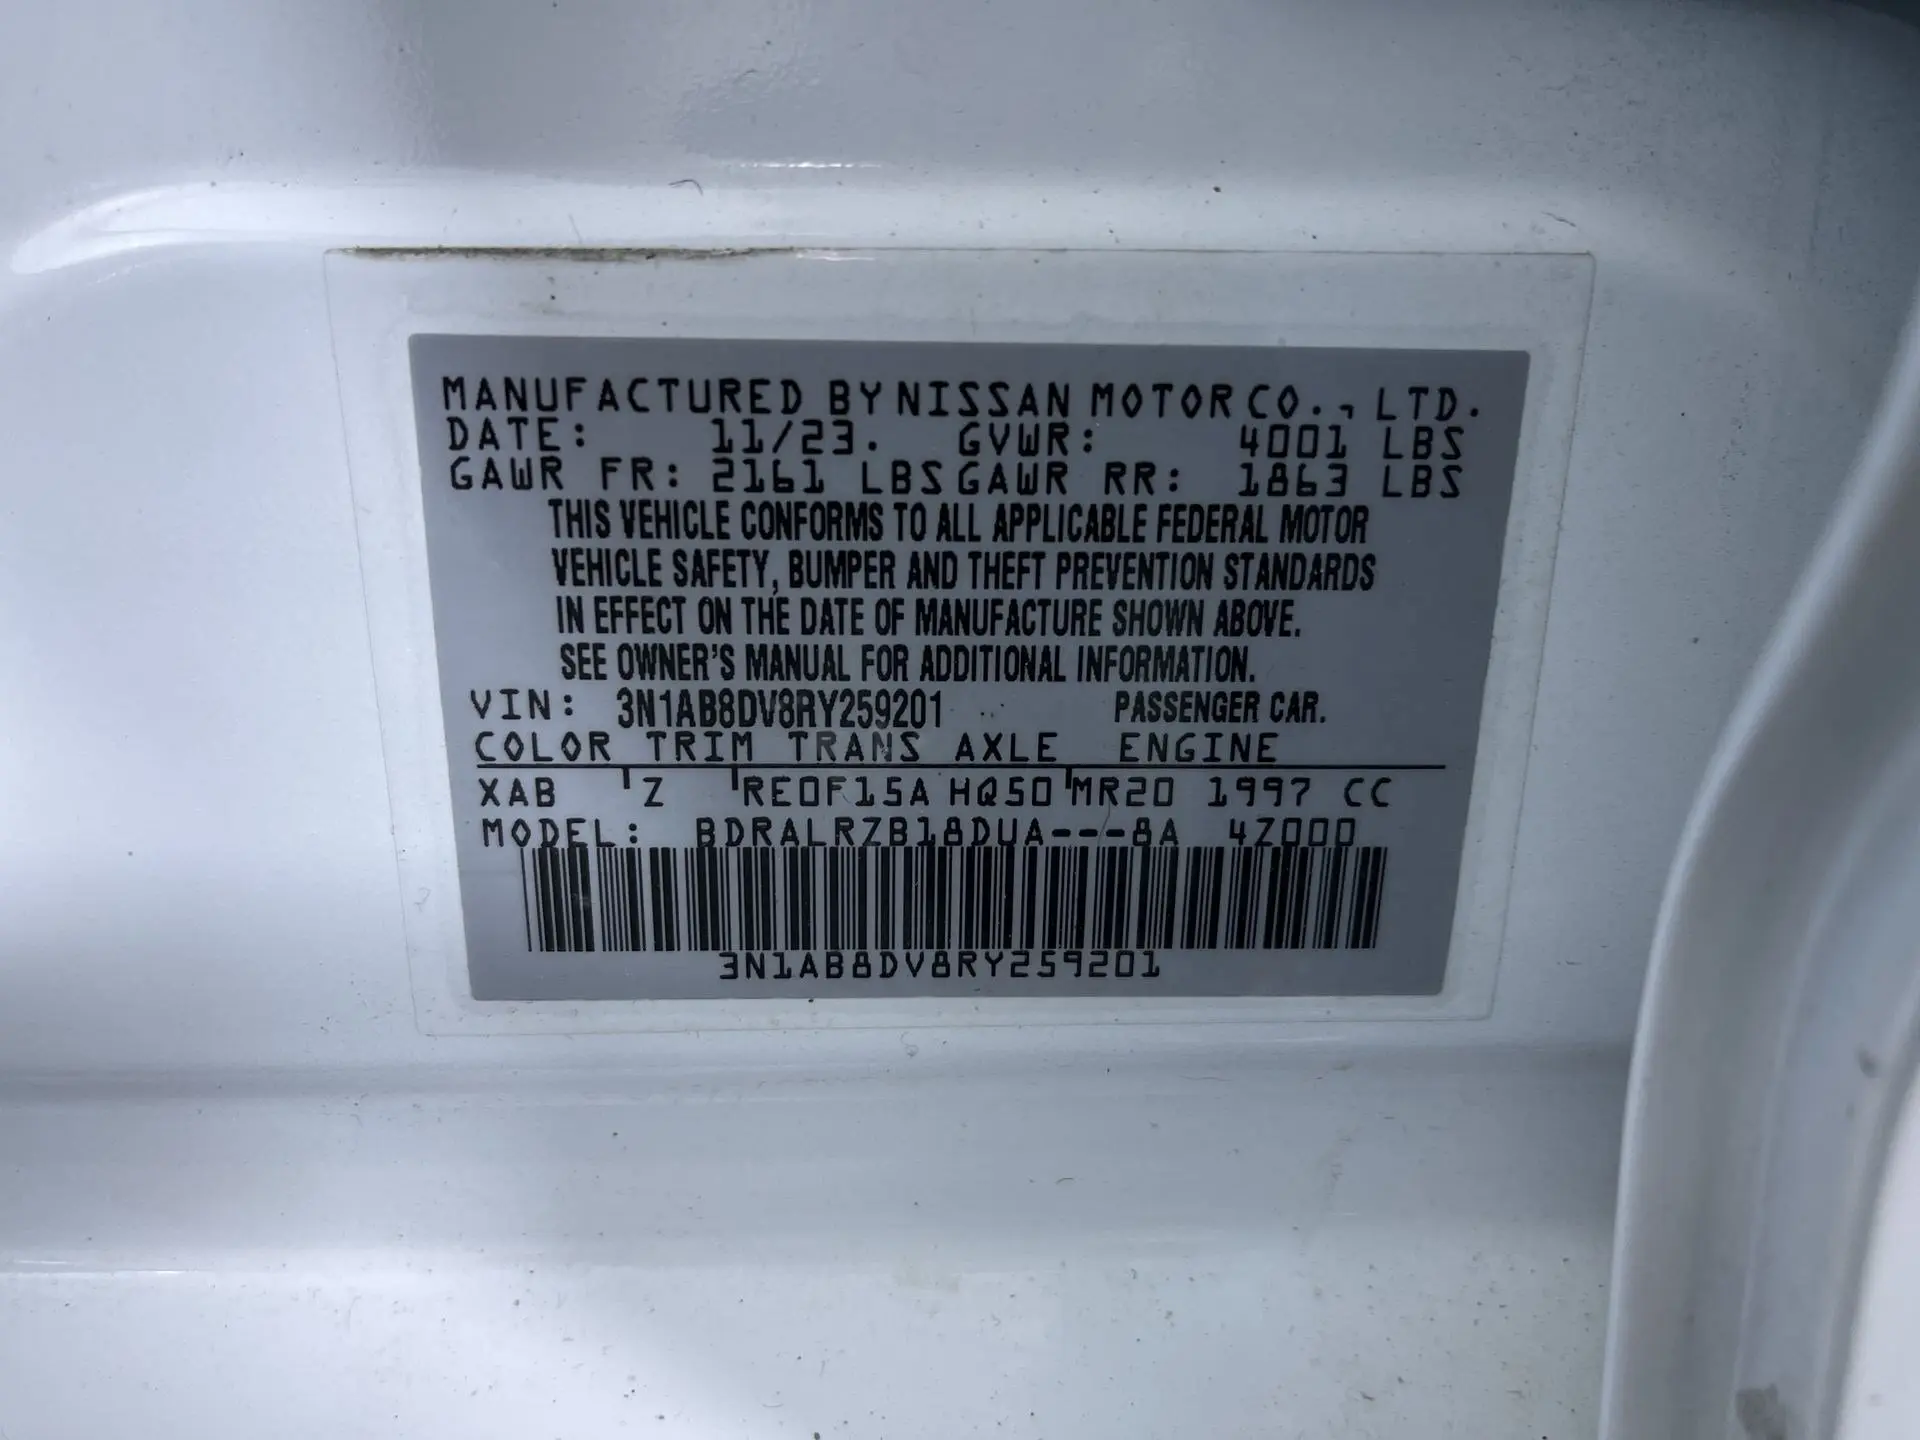 MANUFACTURED BY NISSAN MOTOR CO., LTD.
DATE: 11/23. GVWR: 4001 LBS
GAWR FR: 2161 LBS GAWR RR: 1863 LBS
THIS VEHICLE CONFORMS TO ALL APPLICABLE FEDERAL MOTOR
VEHICLE SAFETY, BUMPER AND THEFT PREVENTION STANDARDS
IN EFFECT ON THE DATE OF MANUFACTURE SHOWN ABOVE.
SEE OWNER'S MANUAL FOR ADDITIONAL INFORMATION.
VIN: 3N1AB8DV8RY259201 PASSENGER CAR.
COLOR TRIM TRANS AXLE ENGINE
XAB Z RE0F15A HQ50 MR20 1997 CC
MODEL: BDRALRZB18DUA---8A 4Z000
3N1AB8DV8RY259201